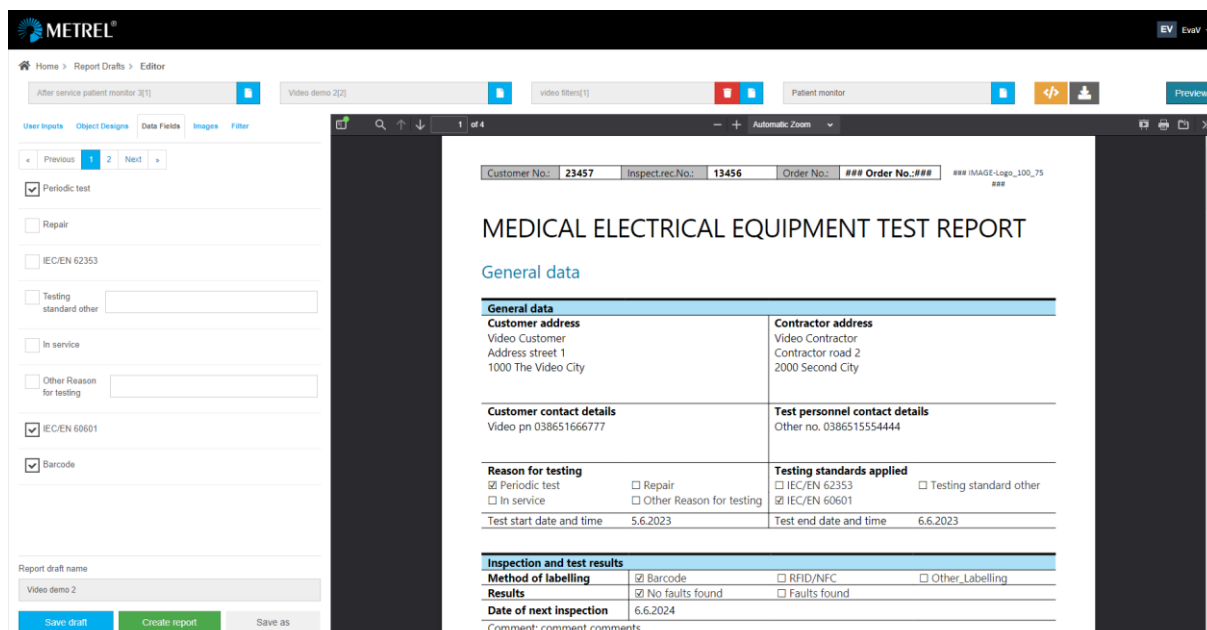 METREL®
EV EvaV
Home > Report Drafts > Editor
After service patient monitor 3[1]
Video demo 2[2]
video filters[1]
Patient monitor
</>
Preview
User Inputs Object Designs Data Fields Images Filter
1 of 4
Automatic Zoom
« Previous 1 2 Next »
Periodic test
Repair
IEC/EN 62353
Testing
standard other
In service
Other Reason
for testing
IEC/EN 60601
Barcode
Report draft name
Video demo 2
Save draft Create report Save as
Customer No.: 23457 Inspect.rec.No.: 13456 Order No.: ### Order No.:### ### IMAGE-Logo_100_75
###
MEDICAL ELECTRICAL EQUIPMENT TEST REPORT
General data
General data
Customer address Contractor address
Video Customer Video Contractor
Address street 1 Contractor road 2
1000 The Video City 2000 Second City
Customer contact details Test personnel contact details
Video pn 038651666777 Other no. 0386515554444
Reason for testing Testing standards applied
☑ Periodic test ☐ Repair ☐ IEC/EN 62353 ☐ Testing standard other
☐ In service ☐ Other Reason for testing ☑ IEC/EN 60601
Test start date and time 5.6.2023 Test end date and time 6.6.2023
Inspection and test results
Method of labelling ☑ Barcode ☐ RFID/NFC ☐ Other_Labelling
Results ☑ No faults found ☐ Faults found
Date of next inspection 6.6.2024
Comment: comment comments